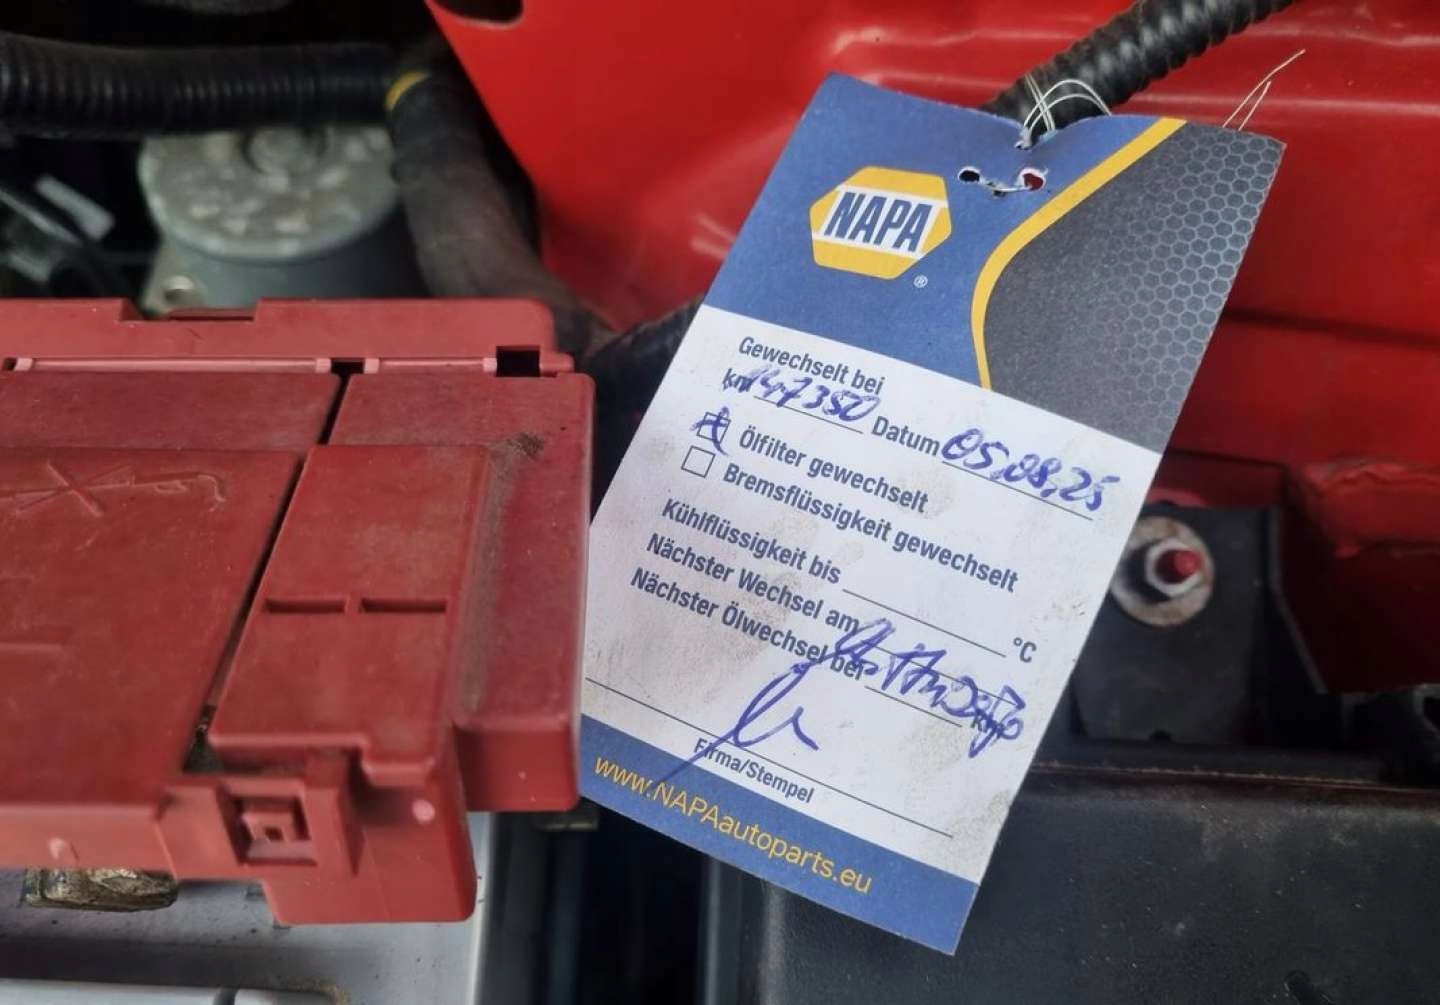 NAPA
®
Gewechselt bei
km 147350 Datum 05.08.25
Ölfilter gewechselt
Bremsflüssigkeit gewechselt
Kühlflüssigkeit bis °C
Nächster Wechsel am
Nächster Ölwechsel bei km
Firma/Stempel
www.NAPAautoparts.eu